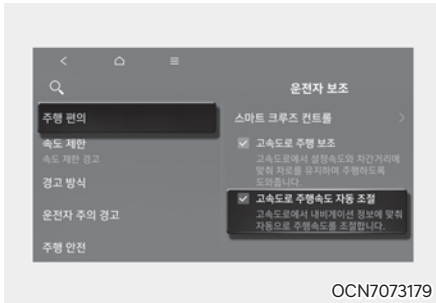 운전자 보조
주행 편의
속도 제한
속도 제한 경고
경고 방식
운전자 주의 경고
주행 안전
스마트 크루즈 컨트롤
고속도로 주행 보조
고속도로에서 설정속도와 차간거리에
맞춰 차로를 유지하며 주행하도록
도와줍니다.
고속도로 주행속도 자동 조절
고속도로에서 내비게이션 정보에 맞춰
자동으로 주행속도를 조절합니다.
OCN7073179